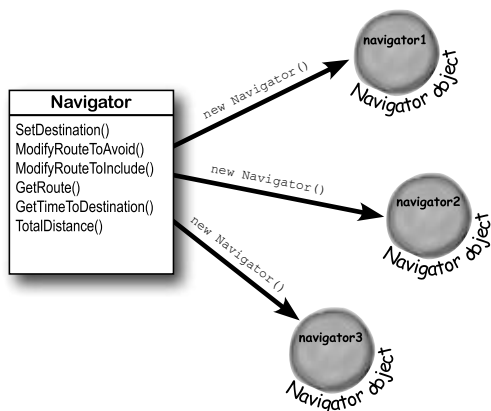 Navigator
SetDestination()
ModifyRouteToAvoid()
ModifyRouteToInclude()
GetRoute()
GetTimeToDestination()
TotalDistance()
new Navigator()
navigator1
Navigator object
new Navigator()
navigator2
Navigator object
new Navigator()
navigator3
Navigator object